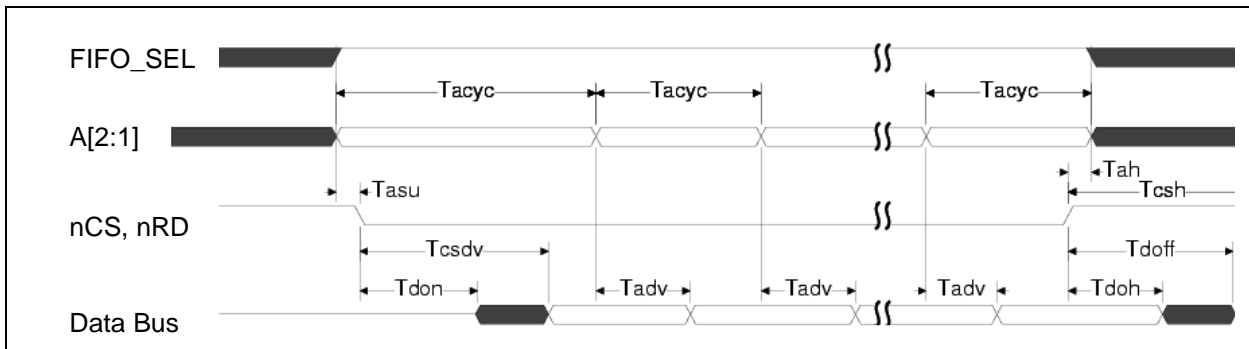 FIFO_SEL
Tacyc Tacyc Tacyc
A[2:1]
Tah
Tasu Tcsh
nCS, nRD
Tcsdv Tdoff
Tdon Tadv Tadv Tadv Tdoh
Data Bus